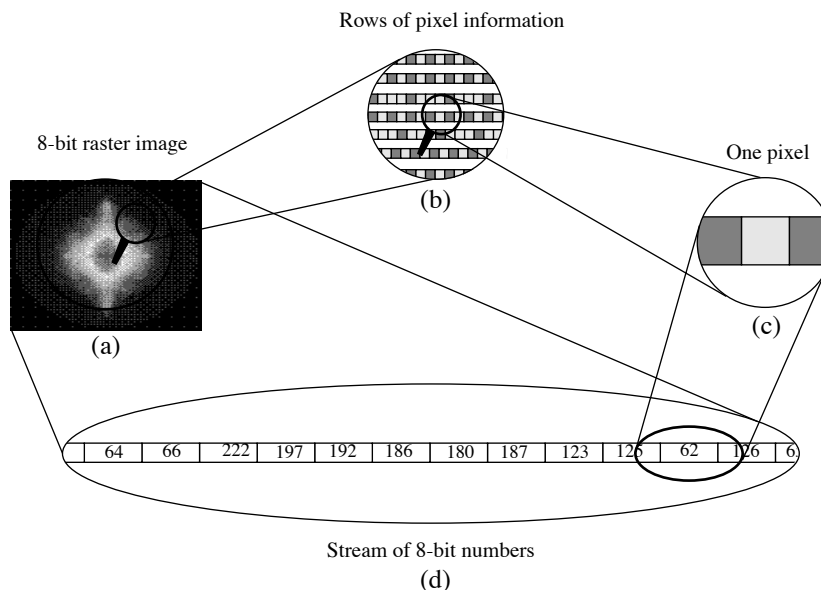 Rows of pixel information
8-bit raster image
One pixel
(b)
(c)
(a)
64 66 222 197 192 186 180 187 123 125 62 126
Stream of 8-bit numbers
(d)